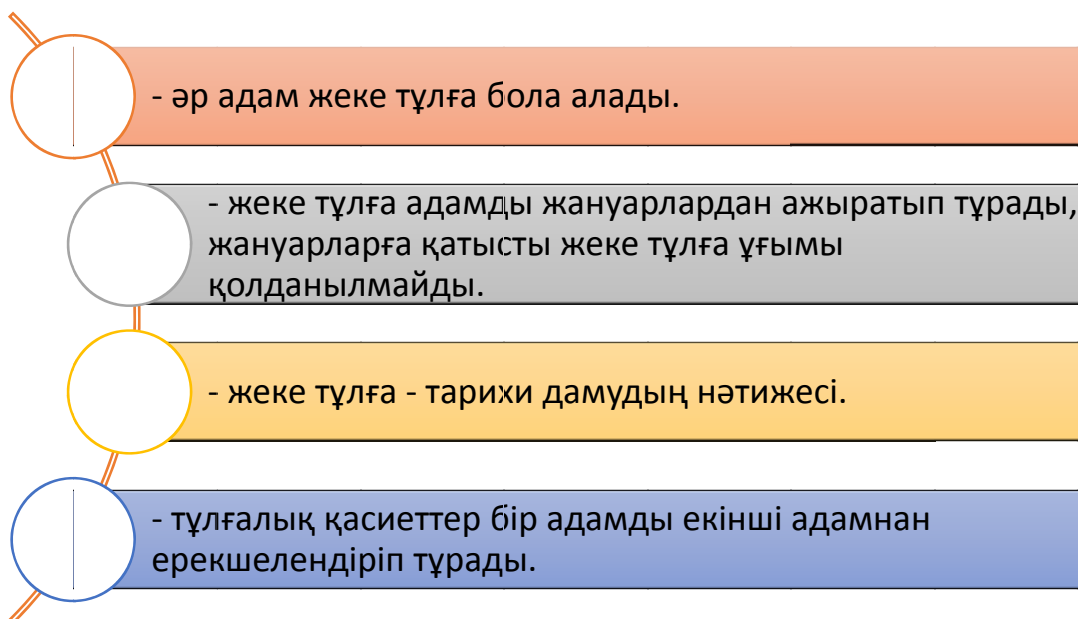 - әр адам жеке тұлға бола алады.
- жеке тұлға адамды жануарлардан ажыратып тұрады,
жануарларға қатысты жеке тұлға ұғымы
қолданылмайды.
- жеке тұлға - тарихи дамудың нәтижесі.
- тұлғалық қасиеттер бір адамды екінші адамнан
ерекшелендіріп тұрады.